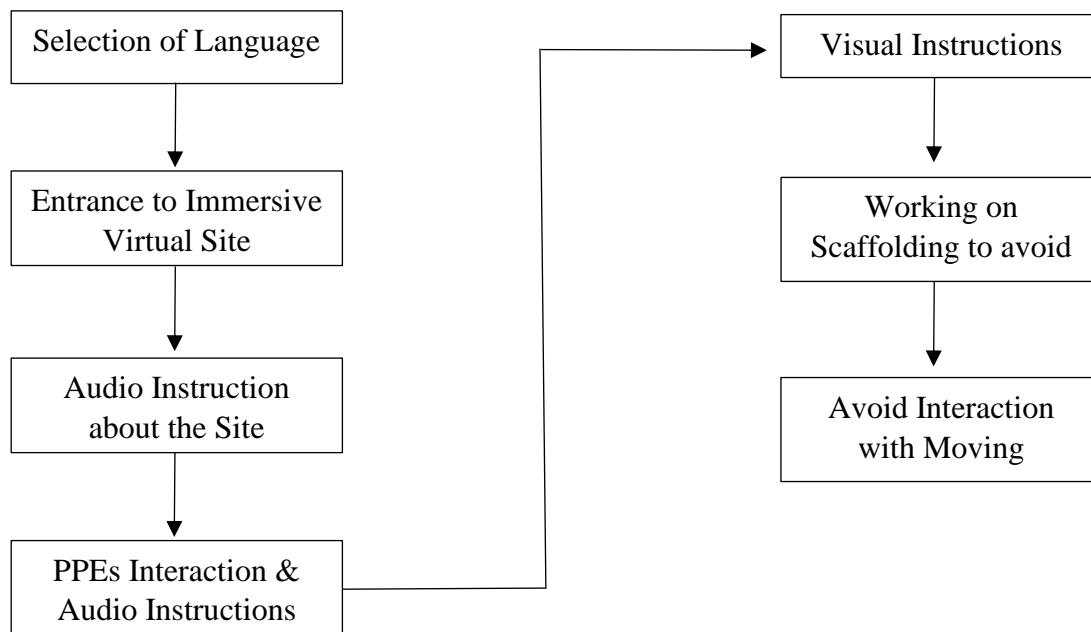 Selection of Language
Entrance to Immersive
Virtual Site
Audio Instruction
about the Site
PPEs Interaction &
Audio Instructions
Visual Instructions
Working on
Scaffolding to avoid
Avoid Interaction
with Moving